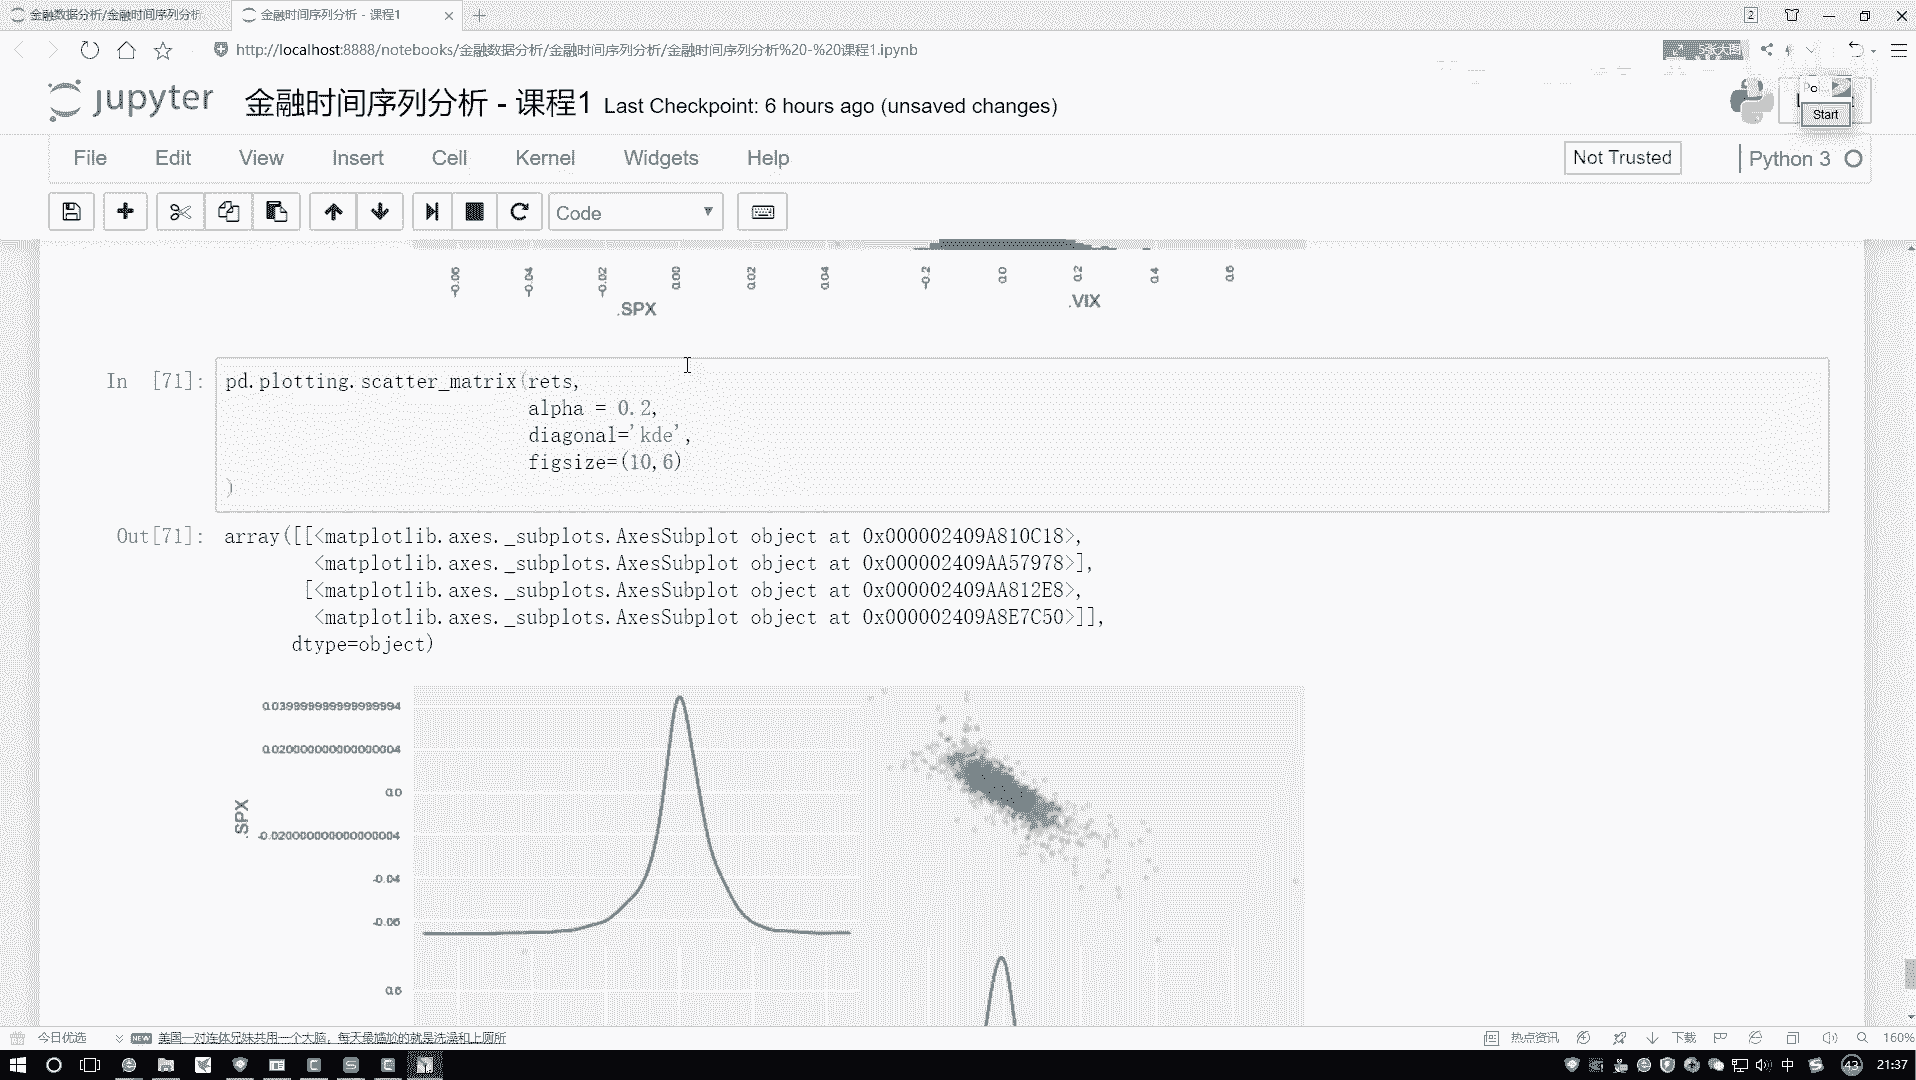 金融数据分析/金融时间序列分析
金融时间序列分析 - 课程1
2
http://localhost:8888/notebooks/金融数据分析/金融时间序列分析/金融时间序列分析%20-%20课程1.ipynb
5张大图
jupyter
金融时间序列分析 - 课程1
Last Checkpoint: 6 hours ago (unsaved changes)
Start
File Edit View Insert Cell Kernel Widgets Help
Not Trusted
Python 3
Code
-0.06 -0.04 -0.02 0.00 0.02 0.04 -0.2 0.0 0.2 0.4 0.6
.SPX .VIX
In [71]: pd.plotting.scatter_matrix(rets,
alpha = 0.2,
diagonal='kde',
figsize=(10,6)
)
Out[71]: array([[<matplotlib.axes._subplots.AxesSubplot object at 0x000002409A810C18>,
<matplotlib.axes._subplots.AxesSubplot object at 0x000002409AA57978>],
[<matplotlib.axes._subplots.AxesSubplot object at 0x000002409AA812E8>,
<matplotlib.axes._subplots.AxesSubplot object at 0x000002409A8E7C50>]],
dtype=object)
0.039999999999999994
0.020000000000000004
0.0
.SPX
-0.020000000000000004
-0.04
-0.06
0.6
今日优选 NEW 美国一对连体兄妹共用一个大脑，每天最尴尬的就是洗澡和上厕所
热点资讯 下载 160%
中 43 21:37